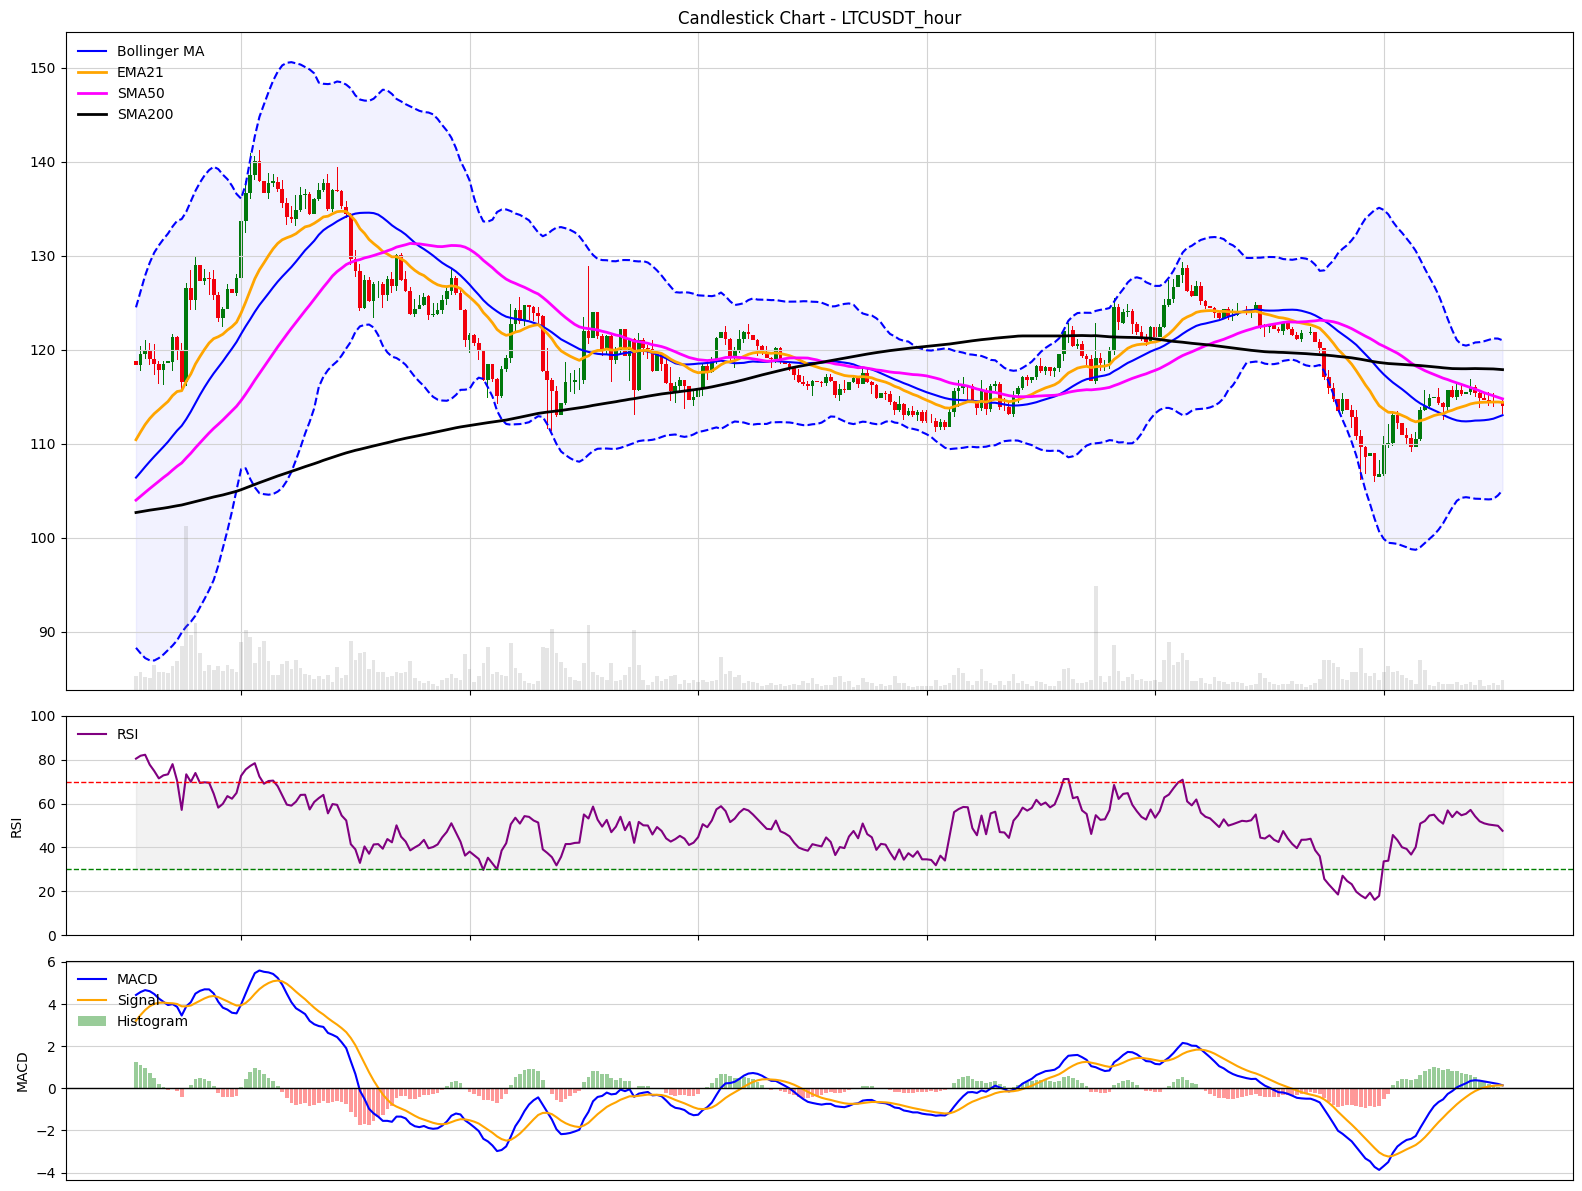 Candlestick Chart - LTCUSDT_hour
Bollinger MA
EMA21
SMA50
SMA200
150
140
130
120
110
100
90
RSI
100
80
60
40
20
0
RSI
MACD
Signal
Histogram
6
4
2
0
−2
−4
MACD